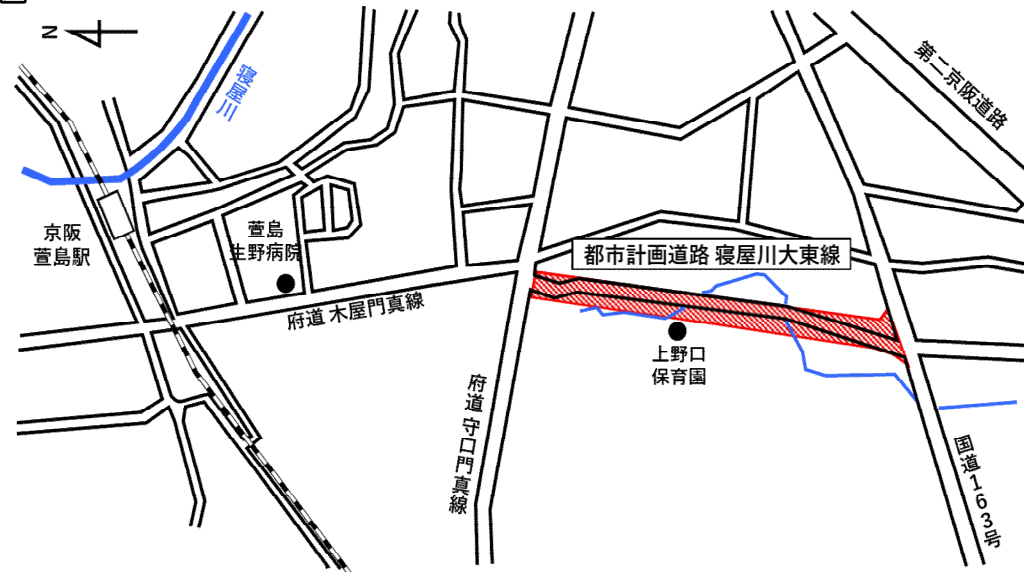 N
寝屋川
第二京阪道路
京阪
萱島駅
萱島
生野病院
都市計画道路 寝屋川大東線
府道 木屋門真線
上野口
保育園
府道 守口門真線
国道163号